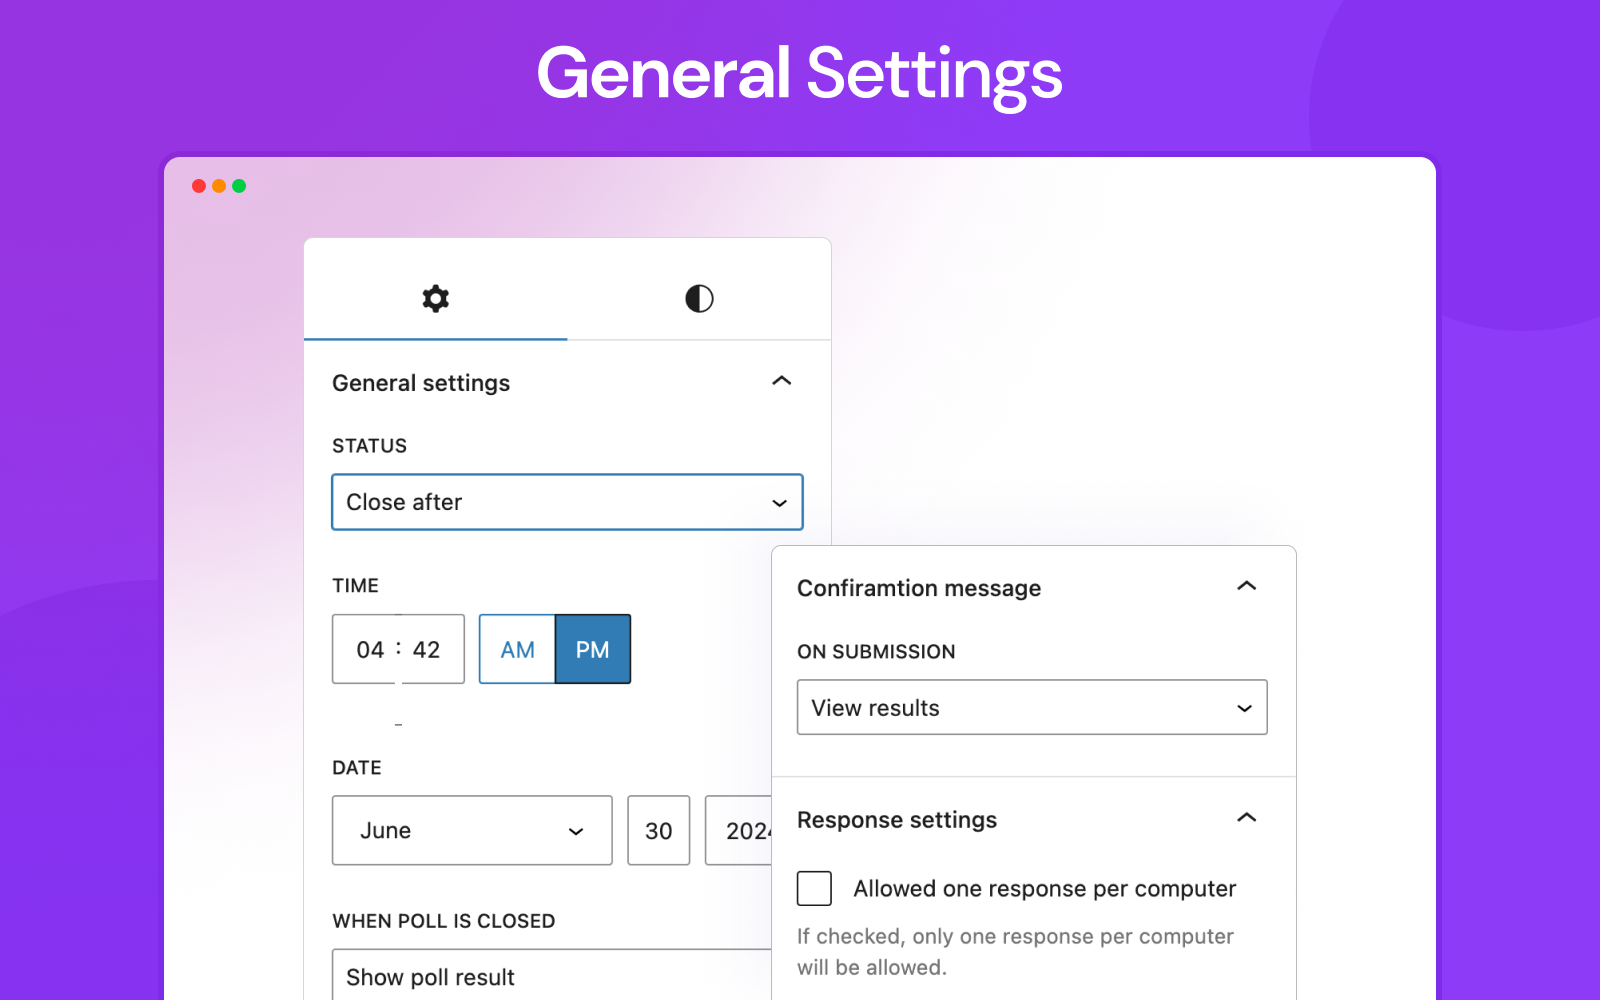 General Settings
General settings
STATUS
Close after
TIME
04 : 42 AM PM
DATE
June 30 2024
WHEN POLL IS CLOSED
Show poll result
Confiramtion message
ON SUBMISSION
View results
Response settings
Allowed one response per computer
If checked, only one response per computer
will be allowed.